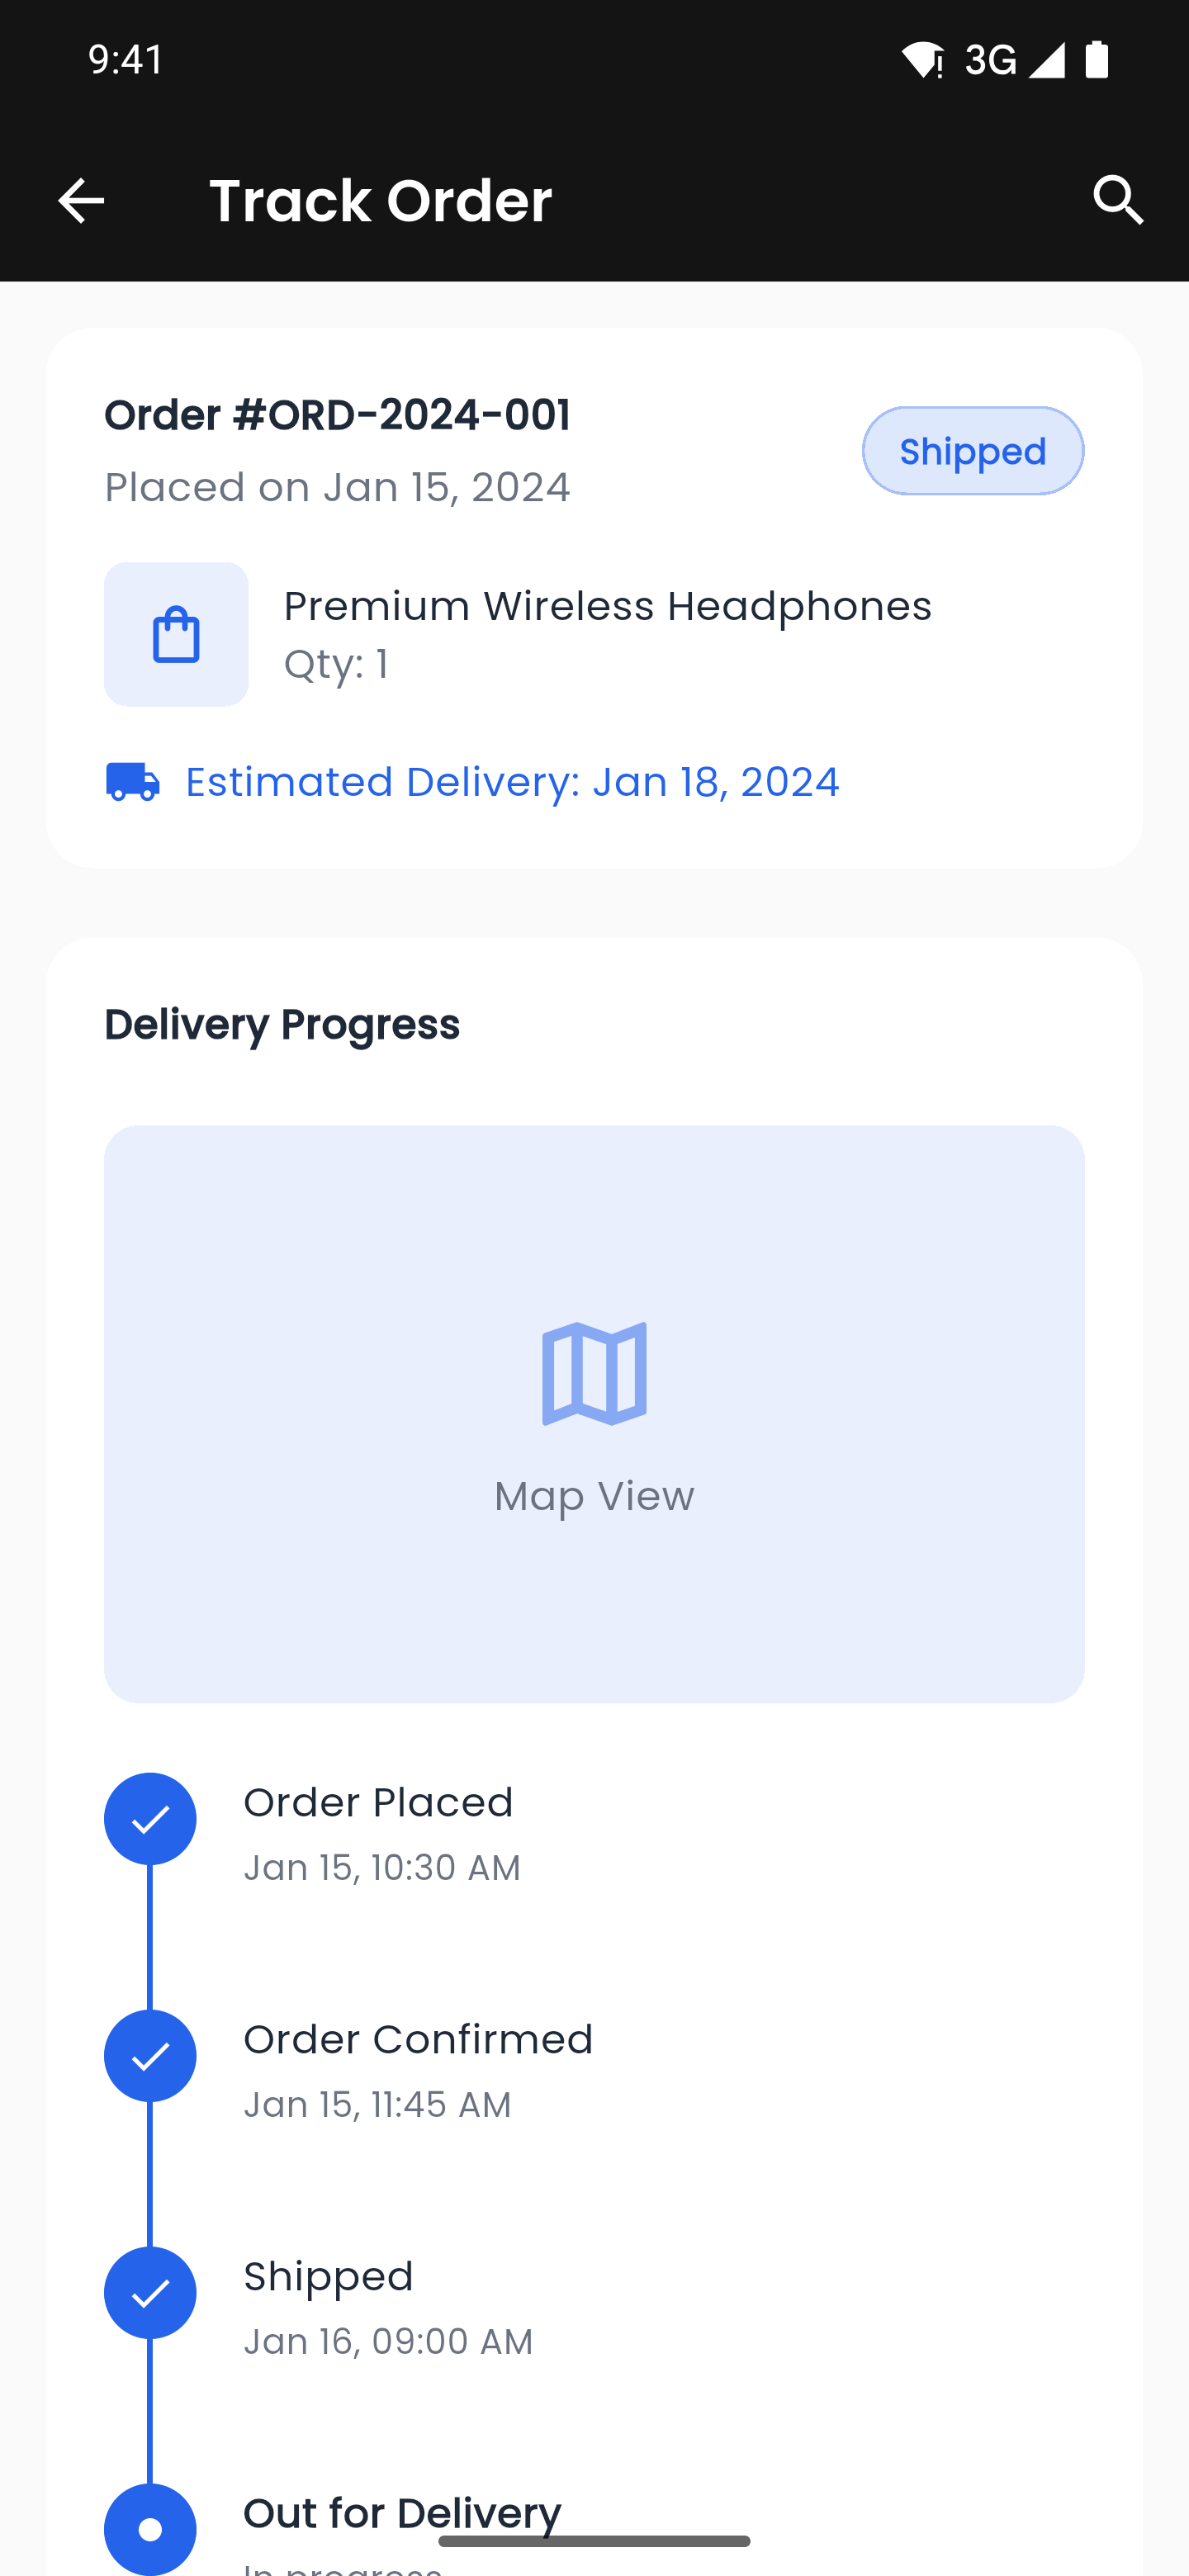 9:41
3G
Track Order
Order #ORD-2024-001
Shipped
Placed on Jan 15, 2024
Premium Wireless Headphones
Qty: 1
Estimated Delivery: Jan 18, 2024
Delivery Progress
Map View
Order Placed
Jan 15, 10:30 AM
Order Confirmed
Jan 15, 11:45 AM
Shipped
Jan 16, 09:00 AM
Out for Delivery
In progress